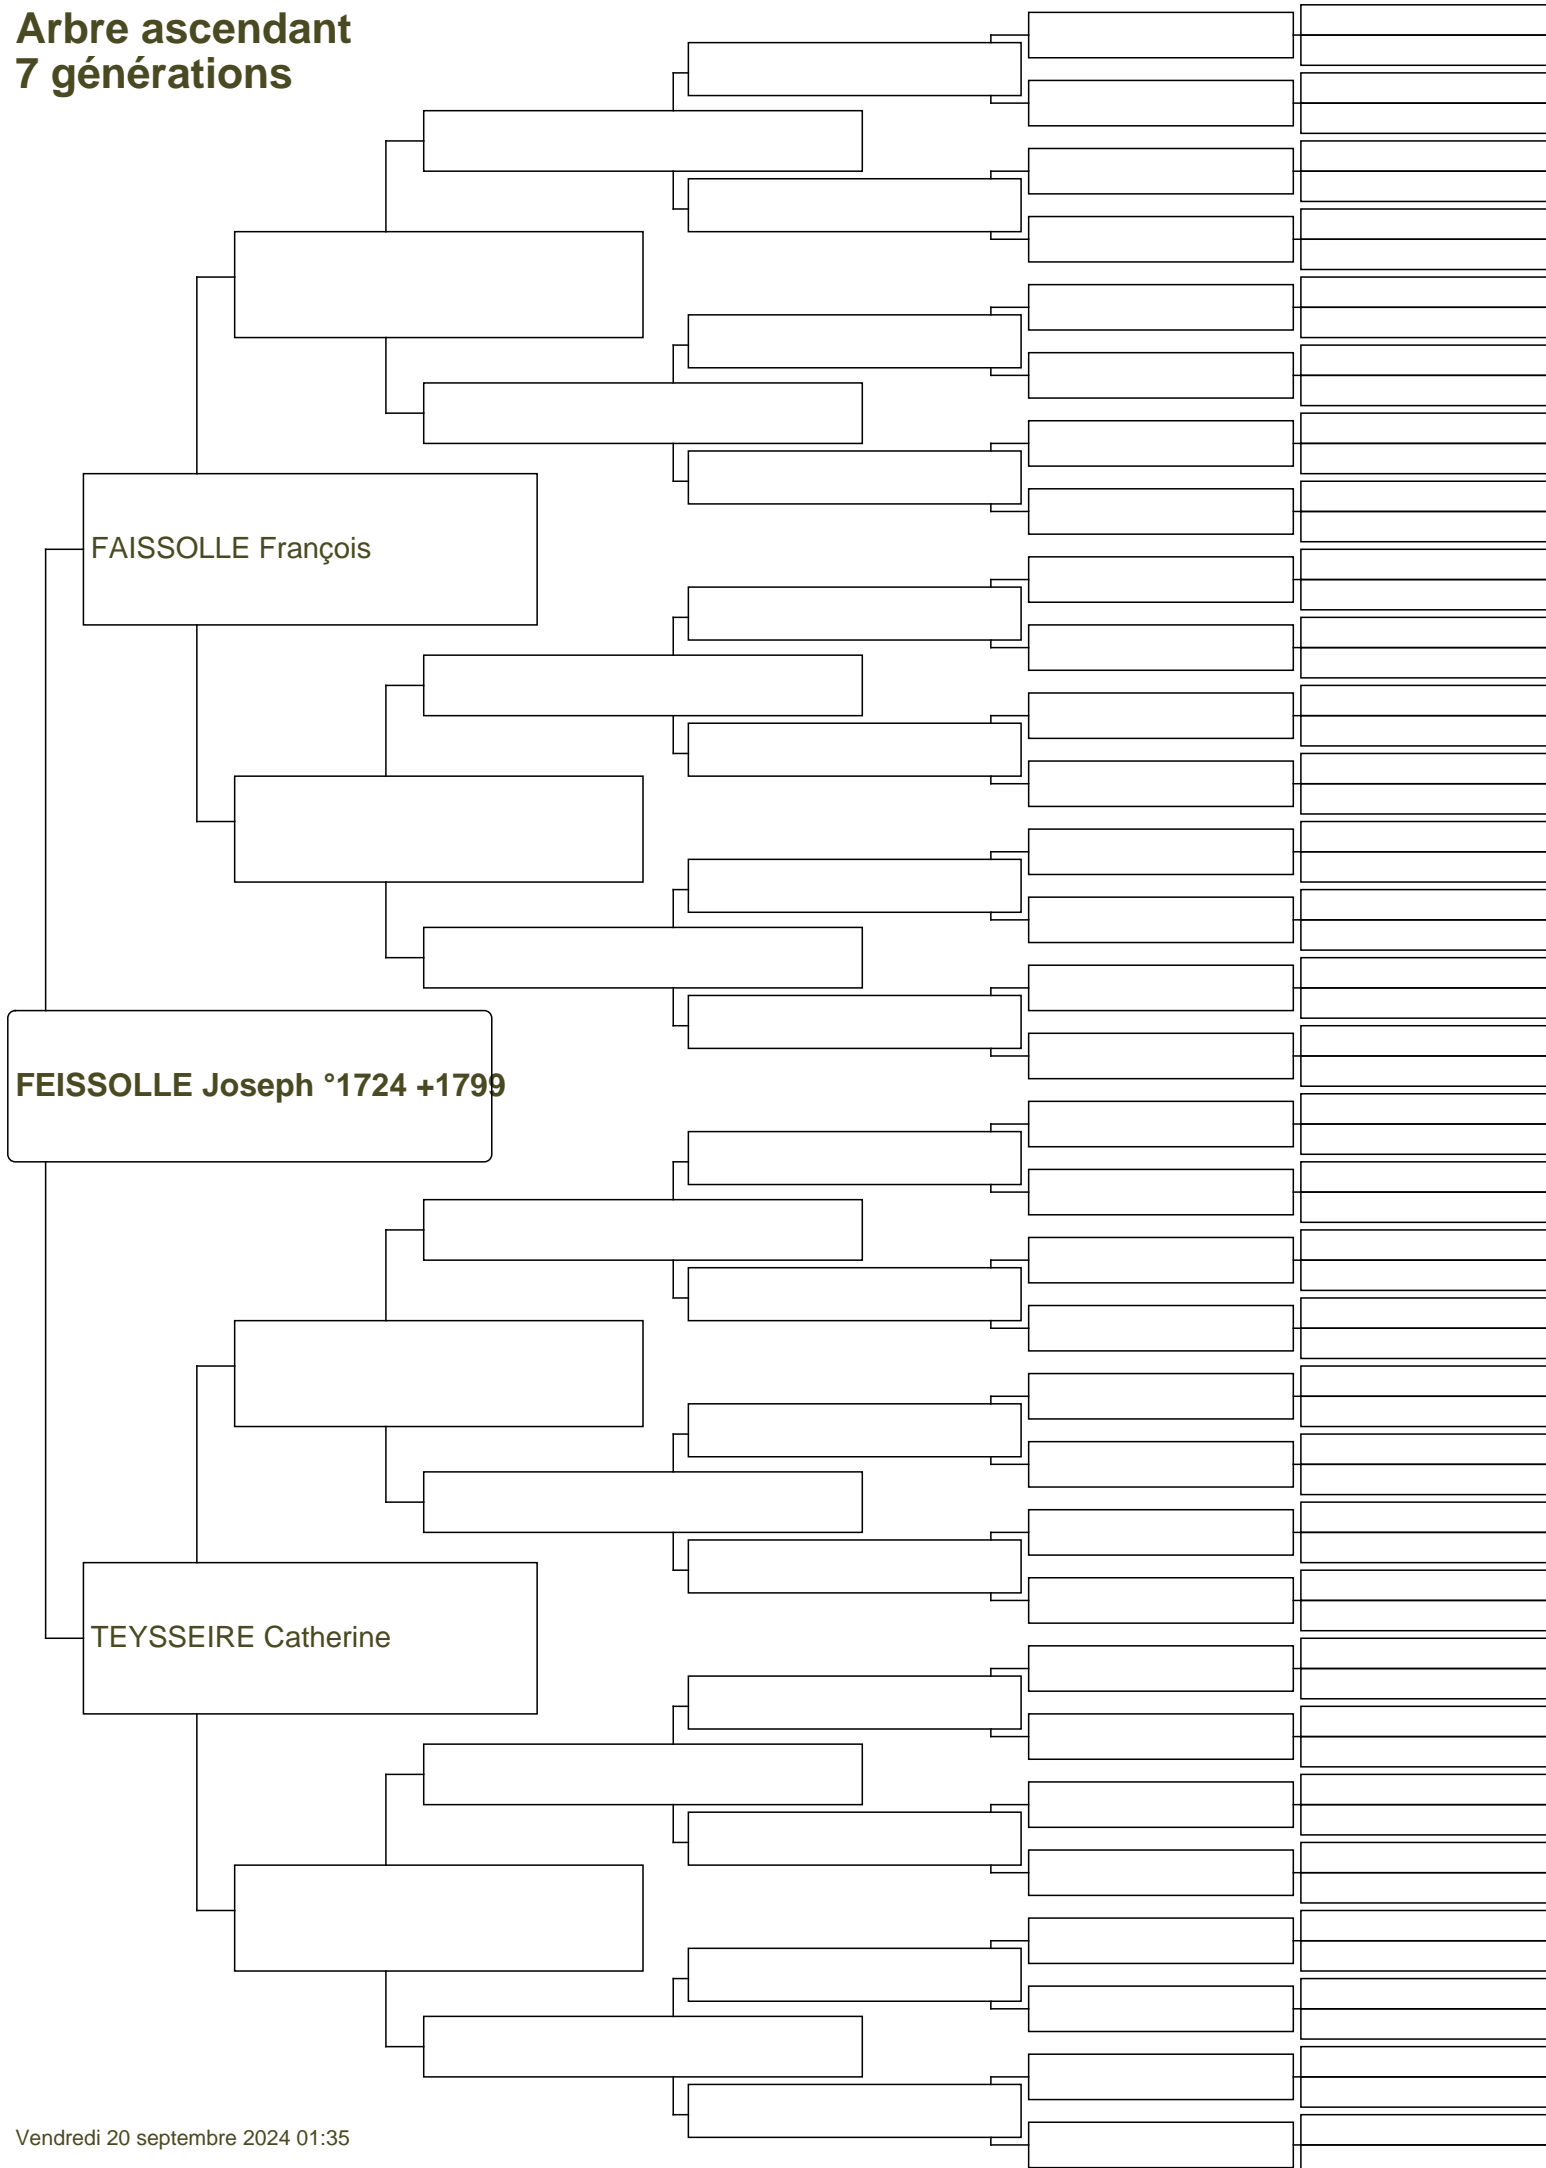 Arbre ascendant
7 générations
FAISSOLLE François
FEISSOLLE Joseph °1724 +1799
TEYSSEIRE Catherine
Vendredi 20 septembre 2024 01:35